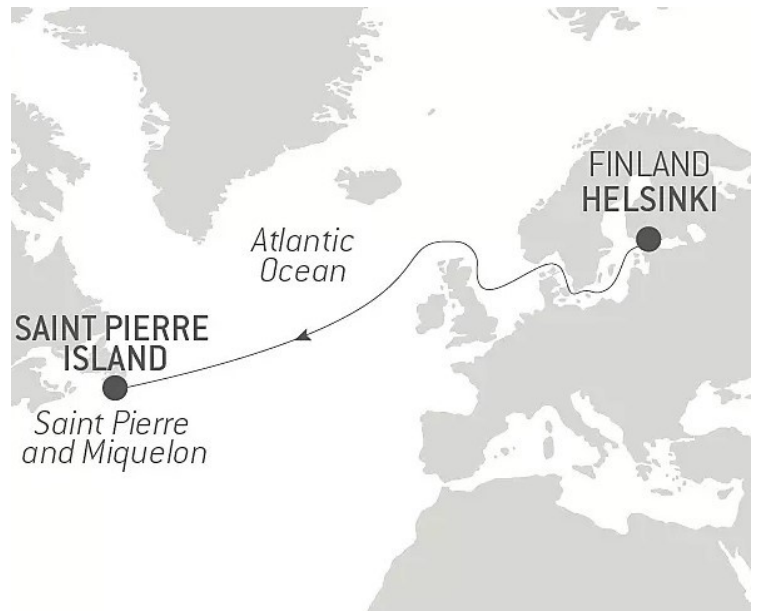 FINLAND
HELSINKI
Atlantic
Ocean
SAINT PIERRE
ISLAND
Saint Pierre
and Miquelon